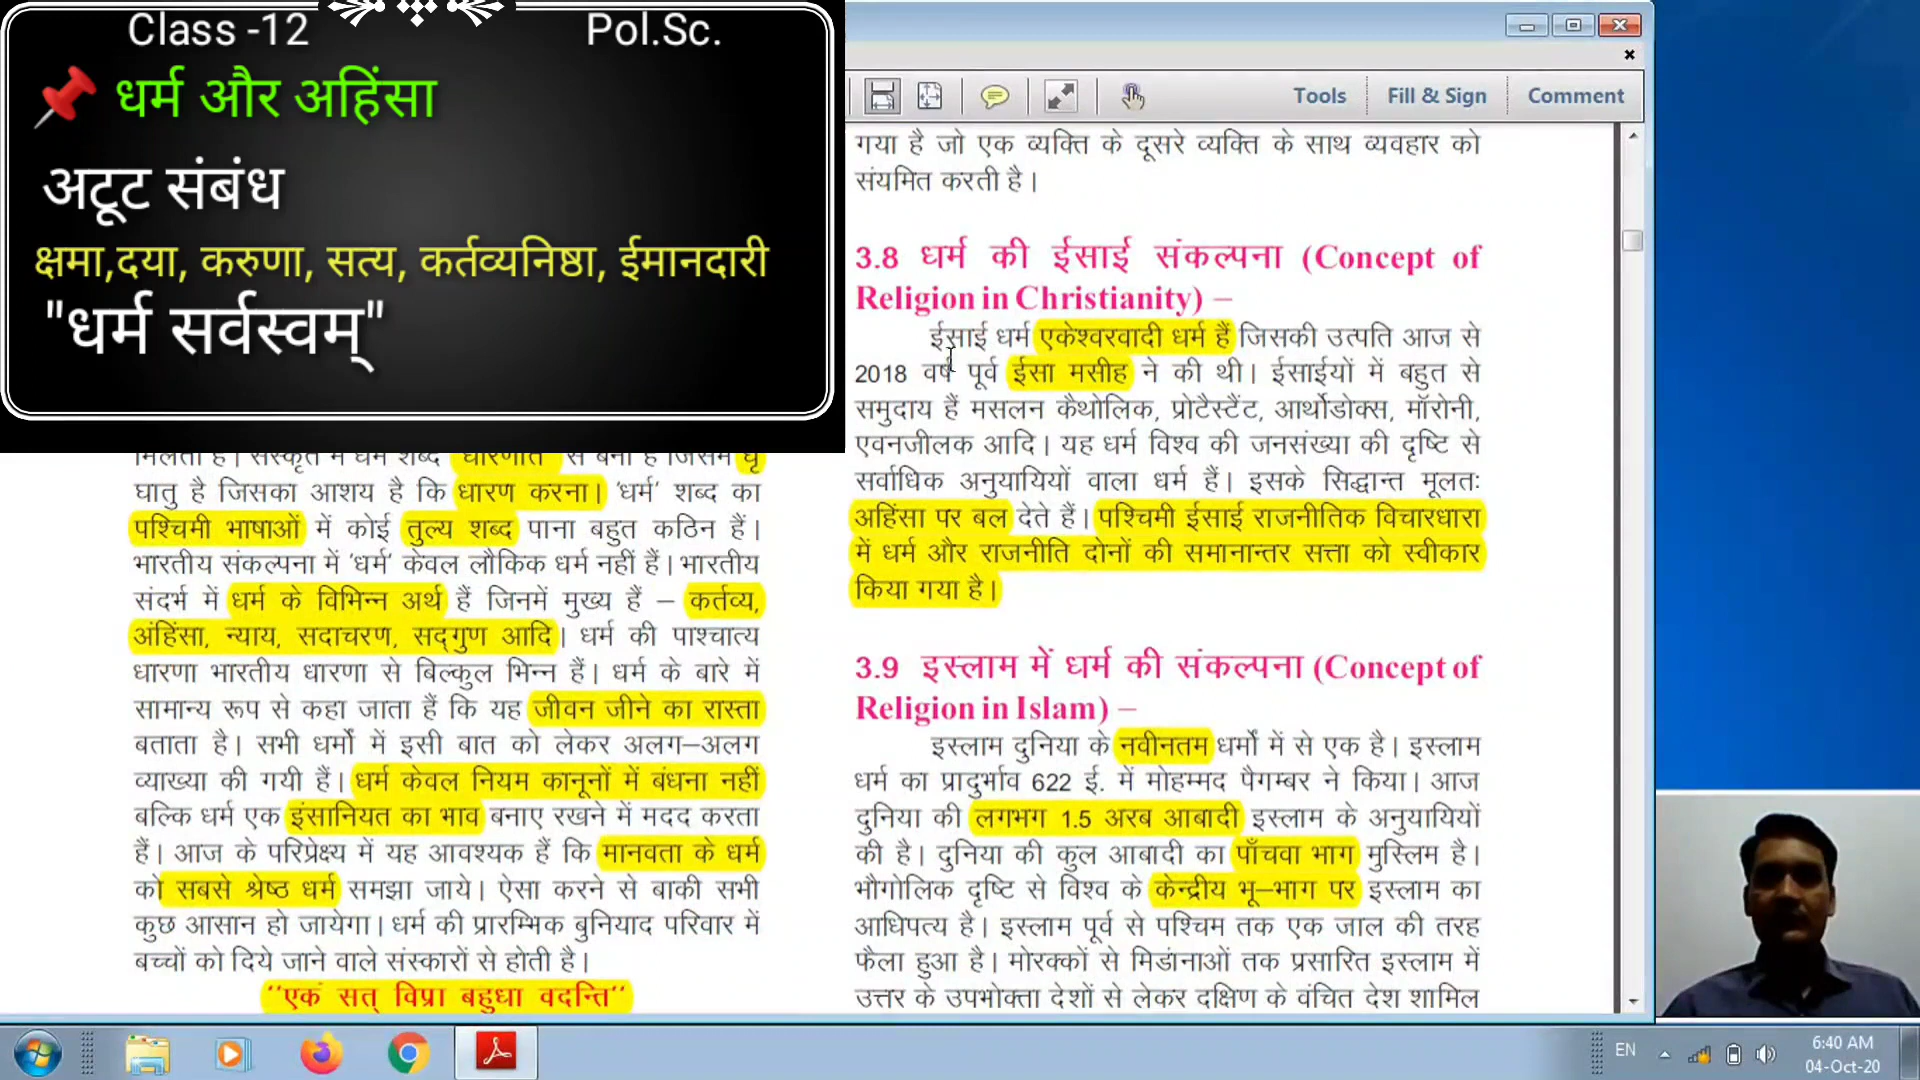 Class -12 Pol.Sc.
धर्म और अहिंसा
अटूट संबंध
क्षमा,दया, करुणा, सत्य, कर्तव्यनिष्ठा, ईमानदारी
"धर्म सर्वस्वम्"
Tools Fill & Sign Comment
मिलता है। संस्कृत में धर्म शब्द से बना है जिसमें धृ
धातु है जिसका आशय है कि धारण करना। 'धर्म' शब्द का
पश्चिमी भाषाओं में कोई तुल्य शब्द पाना बहुत कठिन हैं।
भारतीय संकल्पना में 'धर्म' केवल लौकिक धर्म नहीं हैं। भारतीय
संदर्भ में धर्म के विभिन्न अर्थ हैं जिनमें मुख्य हैं – कर्तव्य,
अंहिंसा, न्याय, सदाचरण, सद्गुण आदि। धर्म की पाश्चात्य
धारणा भारतीय धारणा से बिल्कुल भिन्न हैं। धर्म के बारे में
सामान्य रूप से कहा जाता हैं कि यह जीवन जीने का रास्ता
बताता है। सभी धर्मो में इसी बात को लेकर अलग–अलग
व्याख्या की गयी हैं। धर्म केवल नियम कानूनों में बंधना नहीं
बल्कि धर्म एक इंसानियत का भाव बनाए रखने में मदद करता
हैं। आज के परिप्रेक्ष्य में यह आवश्यक हैं कि मानवता के धर्म
को सबसे श्रेष्ठ धर्म समझा जाये। ऐसा करने से बाकी सभी
कुछ आसान हो जायेगा। धर्म की प्रारम्भिक बुनियाद परिवार में
बच्चों को दिये जाने वाले संस्कारों से होती है।
''एकं सत् विप्रा बहुधा वदन्ति''
गया है जो एक व्यक्ति के दूसरे व्यक्ति के साथ व्यवहार को
संयमित करती है।
3.8 धर्म की ईसाई संकल्पना (Concept of
Religion in Christianity) –
ईसाई धर्म एकेश्वरवादी धर्म हैं जिसकी उत्पति आज से
2018 वर्ष पूर्व ईसा मसीह ने की थी। ईसाईयों में बहुत से
समुदाय हैं मसलन कैथोलिक, प्रोटैस्टैंट, आर्थोडोक्स, मॉरोनी,
एवनजीलक आदि। यह धर्म विश्व की जनसंख्या की दृष्टि से
सर्वाधिक अनुयायियों वाला धर्म हैं। इसके सिद्धान्त मूलतः
अहिंसा पर बल देते हैं। पश्चिमी ईसाई राजनीतिक विचारधारा
में धर्म और राजनीति दोनों की समानान्तर सत्ता को स्वीकार
किया गया है।
3.9 इस्लाम में धर्म की संकल्पना (Concept of
Religion in Islam) –
इस्लाम दुनिया के नवीनतम धर्मों में से एक है। इस्लाम
धर्म का प्रादुर्भाव 622 ई. में मोहम्मद पैगम्बर ने किया। आज
दुनिया की लगभग 1.5 अरब आबादी इस्लाम के अनुयायियों
की है। दुनिया की कुल आबादी का पाँचवा भाग मुस्लिम है।
भौगोलिक दृष्टि से विश्व के केन्द्रीय भू–भाग पर इस्लाम का
आधिपत्य है। इस्लाम पूर्व से पश्चिम तक एक जाल की तरह
फैला हुआ है। मोरक्कों से मिडांनाओं तक प्रसारित इस्लाम में
उत्तर के उपभोक्ता देशों से लेकर दक्षिण के वंचित देश शामिल
EN
6:40 AM
04-Oct-20